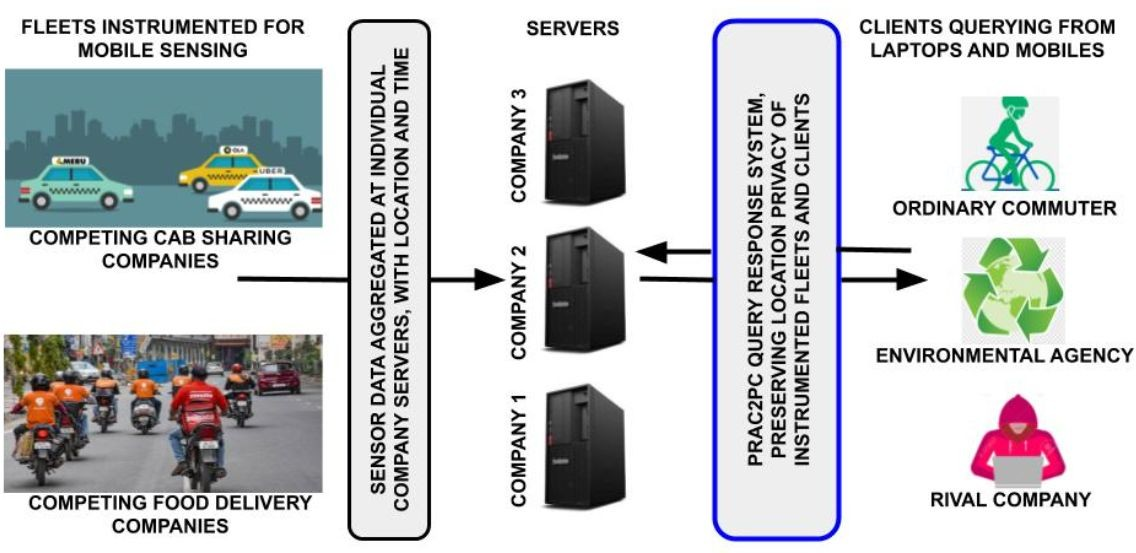 FLEETS INSTRUMENTED FOR
MOBILE SENSING
MERU
OLA
UBER
COMPETING CAB SHARING
COMPANIES
COMPETING FOOD DELIVERY
COMPANIES
SENSOR DATA AGGREGATED AT INDIVIDUAL
COMPANY SERVERS, WITH LOCATION AND TIME
SERVERS
COMPANY 3
COMPANY 2
COMPANY 1
PRAC2PC QUERY RESPONSE SYSTEM,
PRESERVING LOCATION PRIVACY OF
INSTRUMENTED FLEETS AND CLIENTS
CLIENTS QUERYING FROM
LAPTOPS AND MOBILES
ORDINARY COMMUTER
ENVIRONMENTAL AGENCY
RIVAL COMPANY